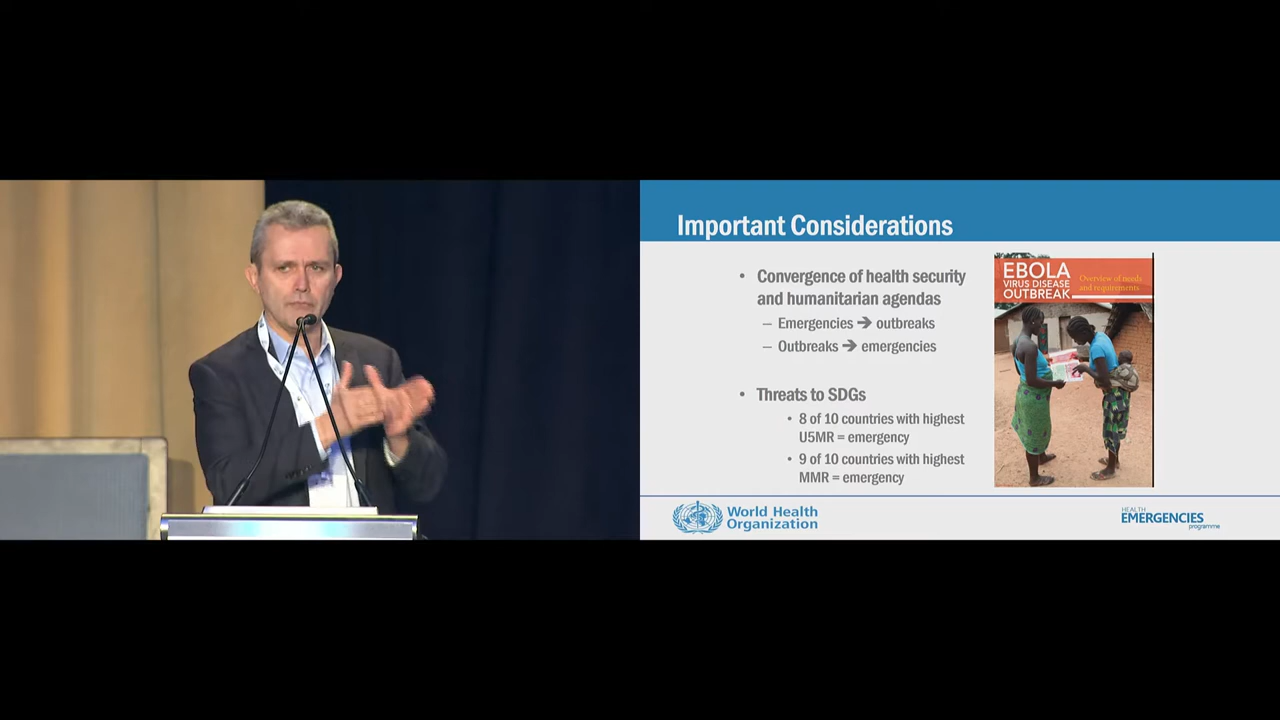 Important Considerations
• Convergence of health security
and humanitarian agendas
– Emergencies ➔ outbreaks
– Outbreaks ➔ emergencies
• Threats to SDGs
• 8 of 10 countries with highest
U5MR = emergency
• 9 of 10 countries with highest
MMR = emergency
EBOLA
VIRUS DISEASE
OUTBREAK
Overview of needs
and requirements
World Health
Organization
HEALTH
EMERGENCIES
programme